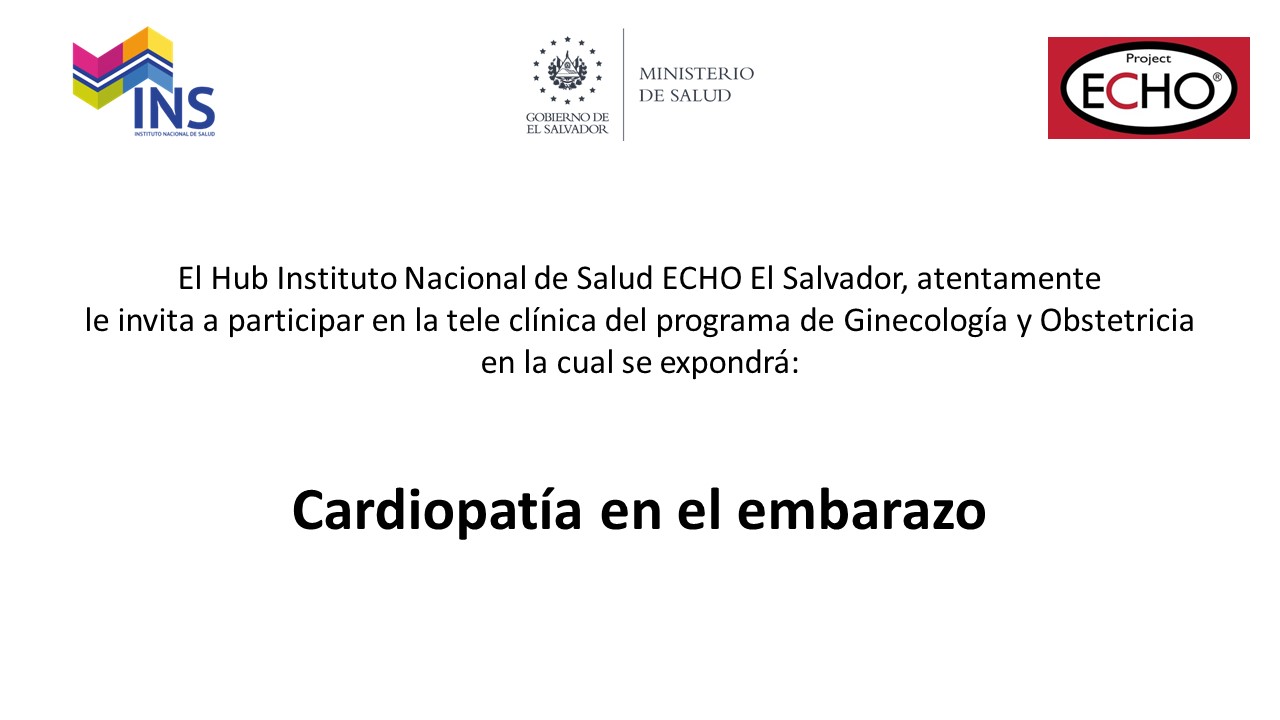 INS
INSTITUTO NACIONAL DE SALUD
GOBIERNO DE
EL SALVADOR
MINISTERIO
DE SALUD
Project
ECHO®
El Hub Instituto Nacional de Salud ECHO El Salvador, atentamente
le invita a participar en la tele clínica del programa de Ginecología y Obstetricia
en la cual se expondrá:
Cardiopatía en el embarazo